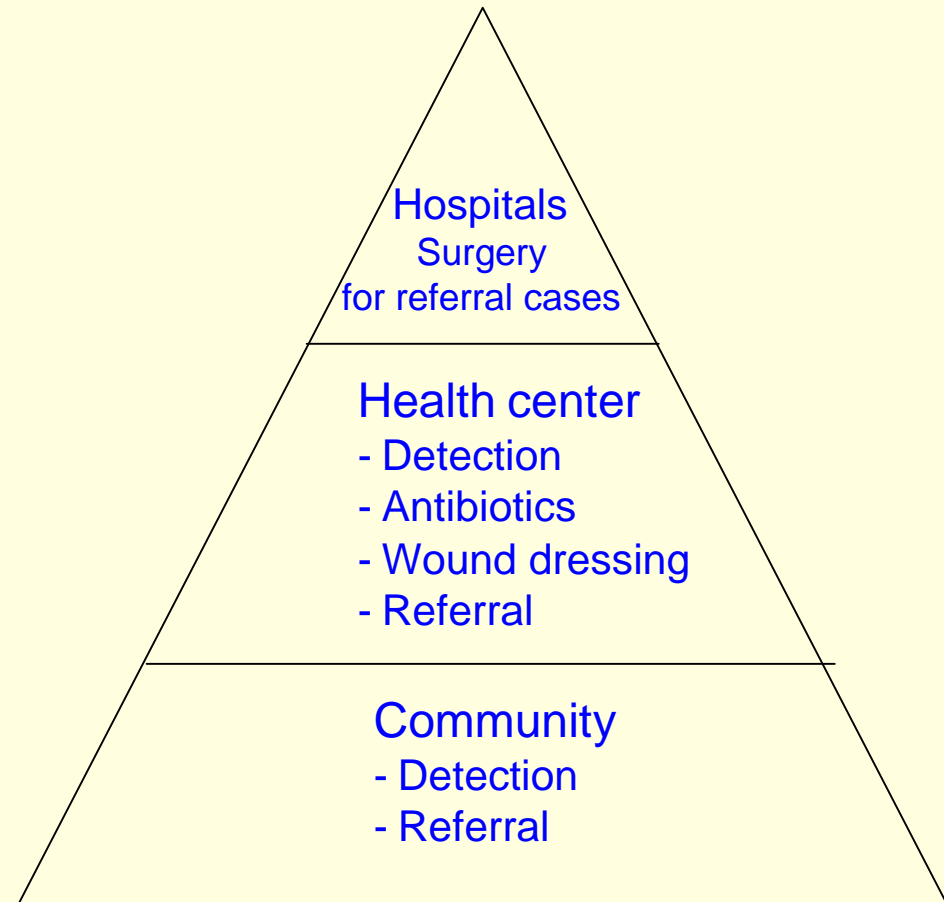 Hospitals
Surgery
for referral cases
Health center
- Detection
- Antibiotics
- Wound dressing
- Referral
Community
- Detection
- Referral